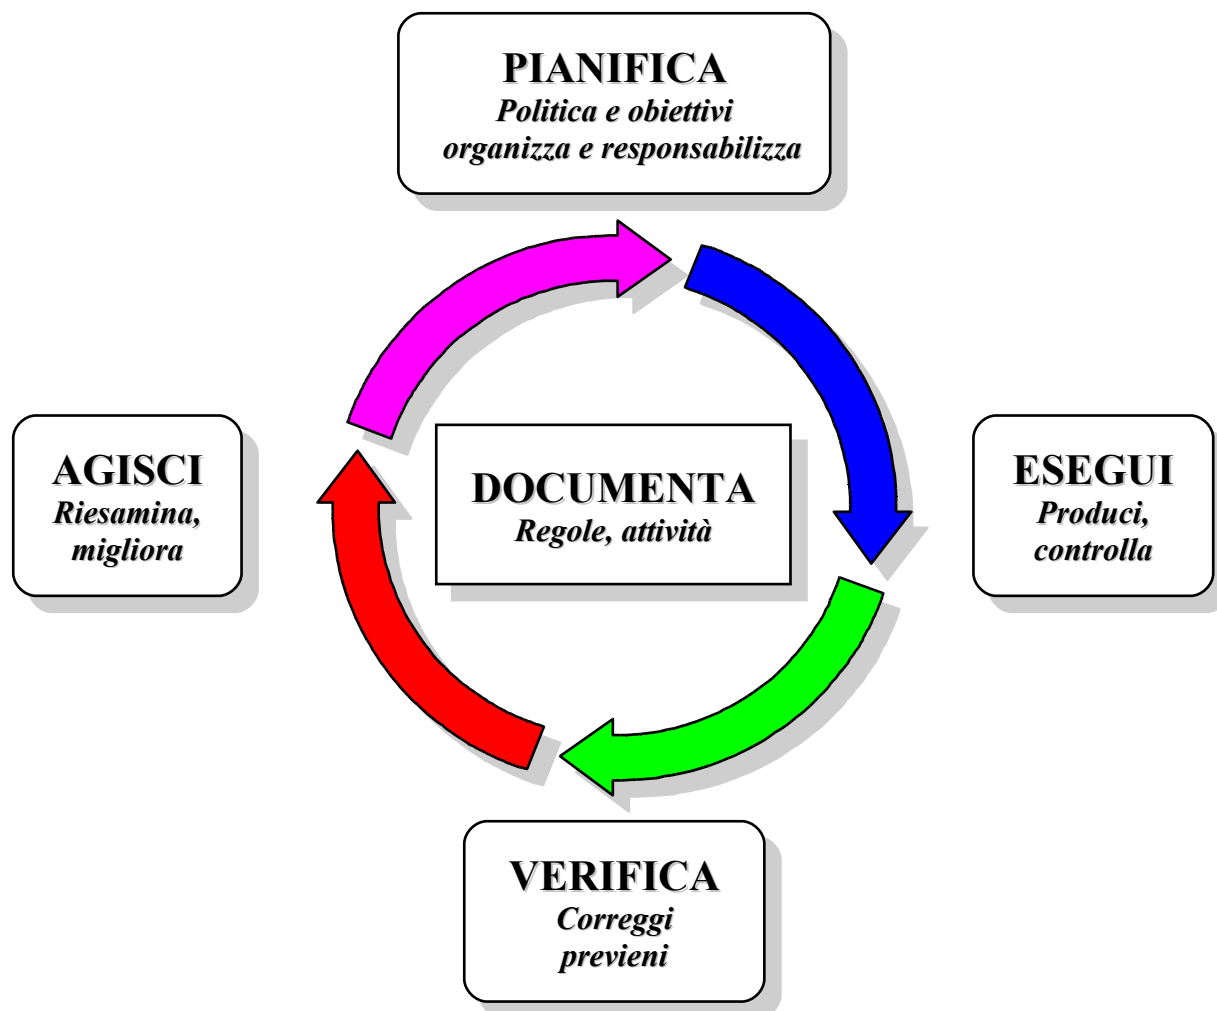 PIANIFICA
Politica e obiettivi
organizza e responsabilizza
AGISCI
Riesamina,
migliora
DOCUMENTA
Regole, attività
ESEGUI
Produci,
controlla
VERIFICA
Correggi
previeni